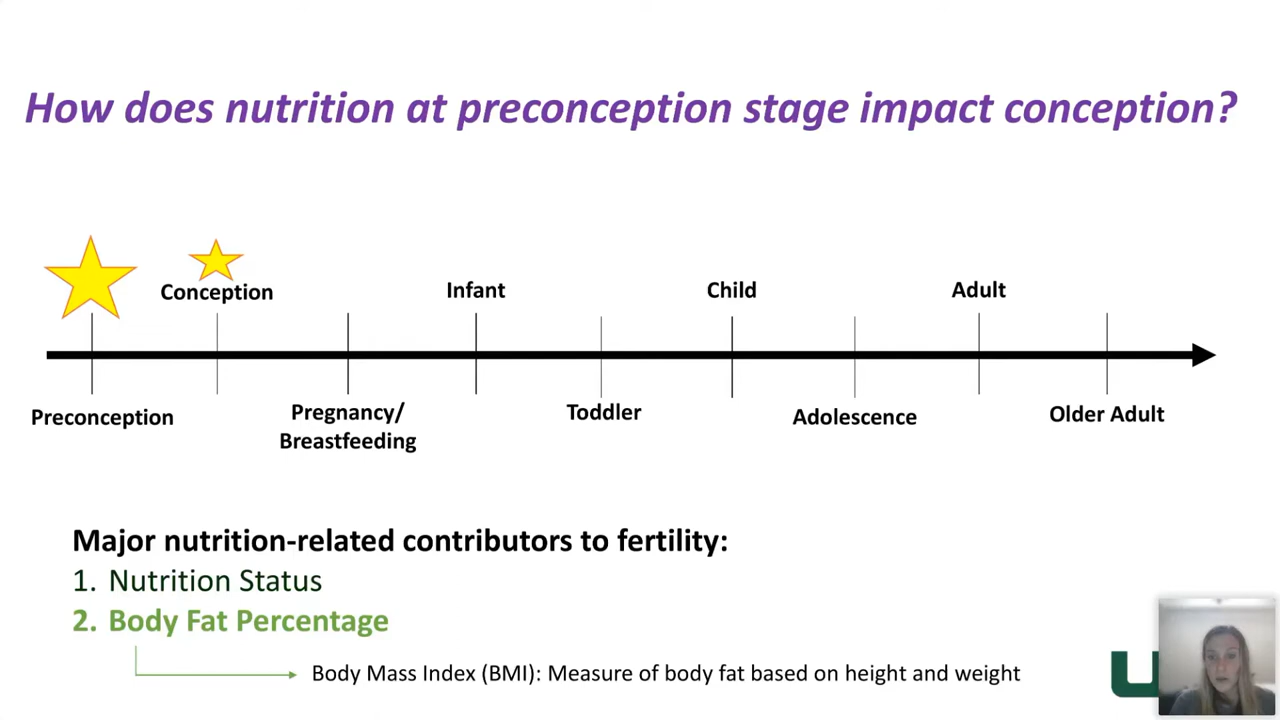 How does nutrition at preconception stage impact conception?
Conception
Infant
Child
Adult
Preconception
Pregnancy/
Breastfeeding
Toddler
Adolescence
Older Adult
Major nutrition-related contributors to fertility:
1. Nutrition Status
2. Body Fat Percentage
Body Mass Index (BMI): Measure of body fat based on height and weight